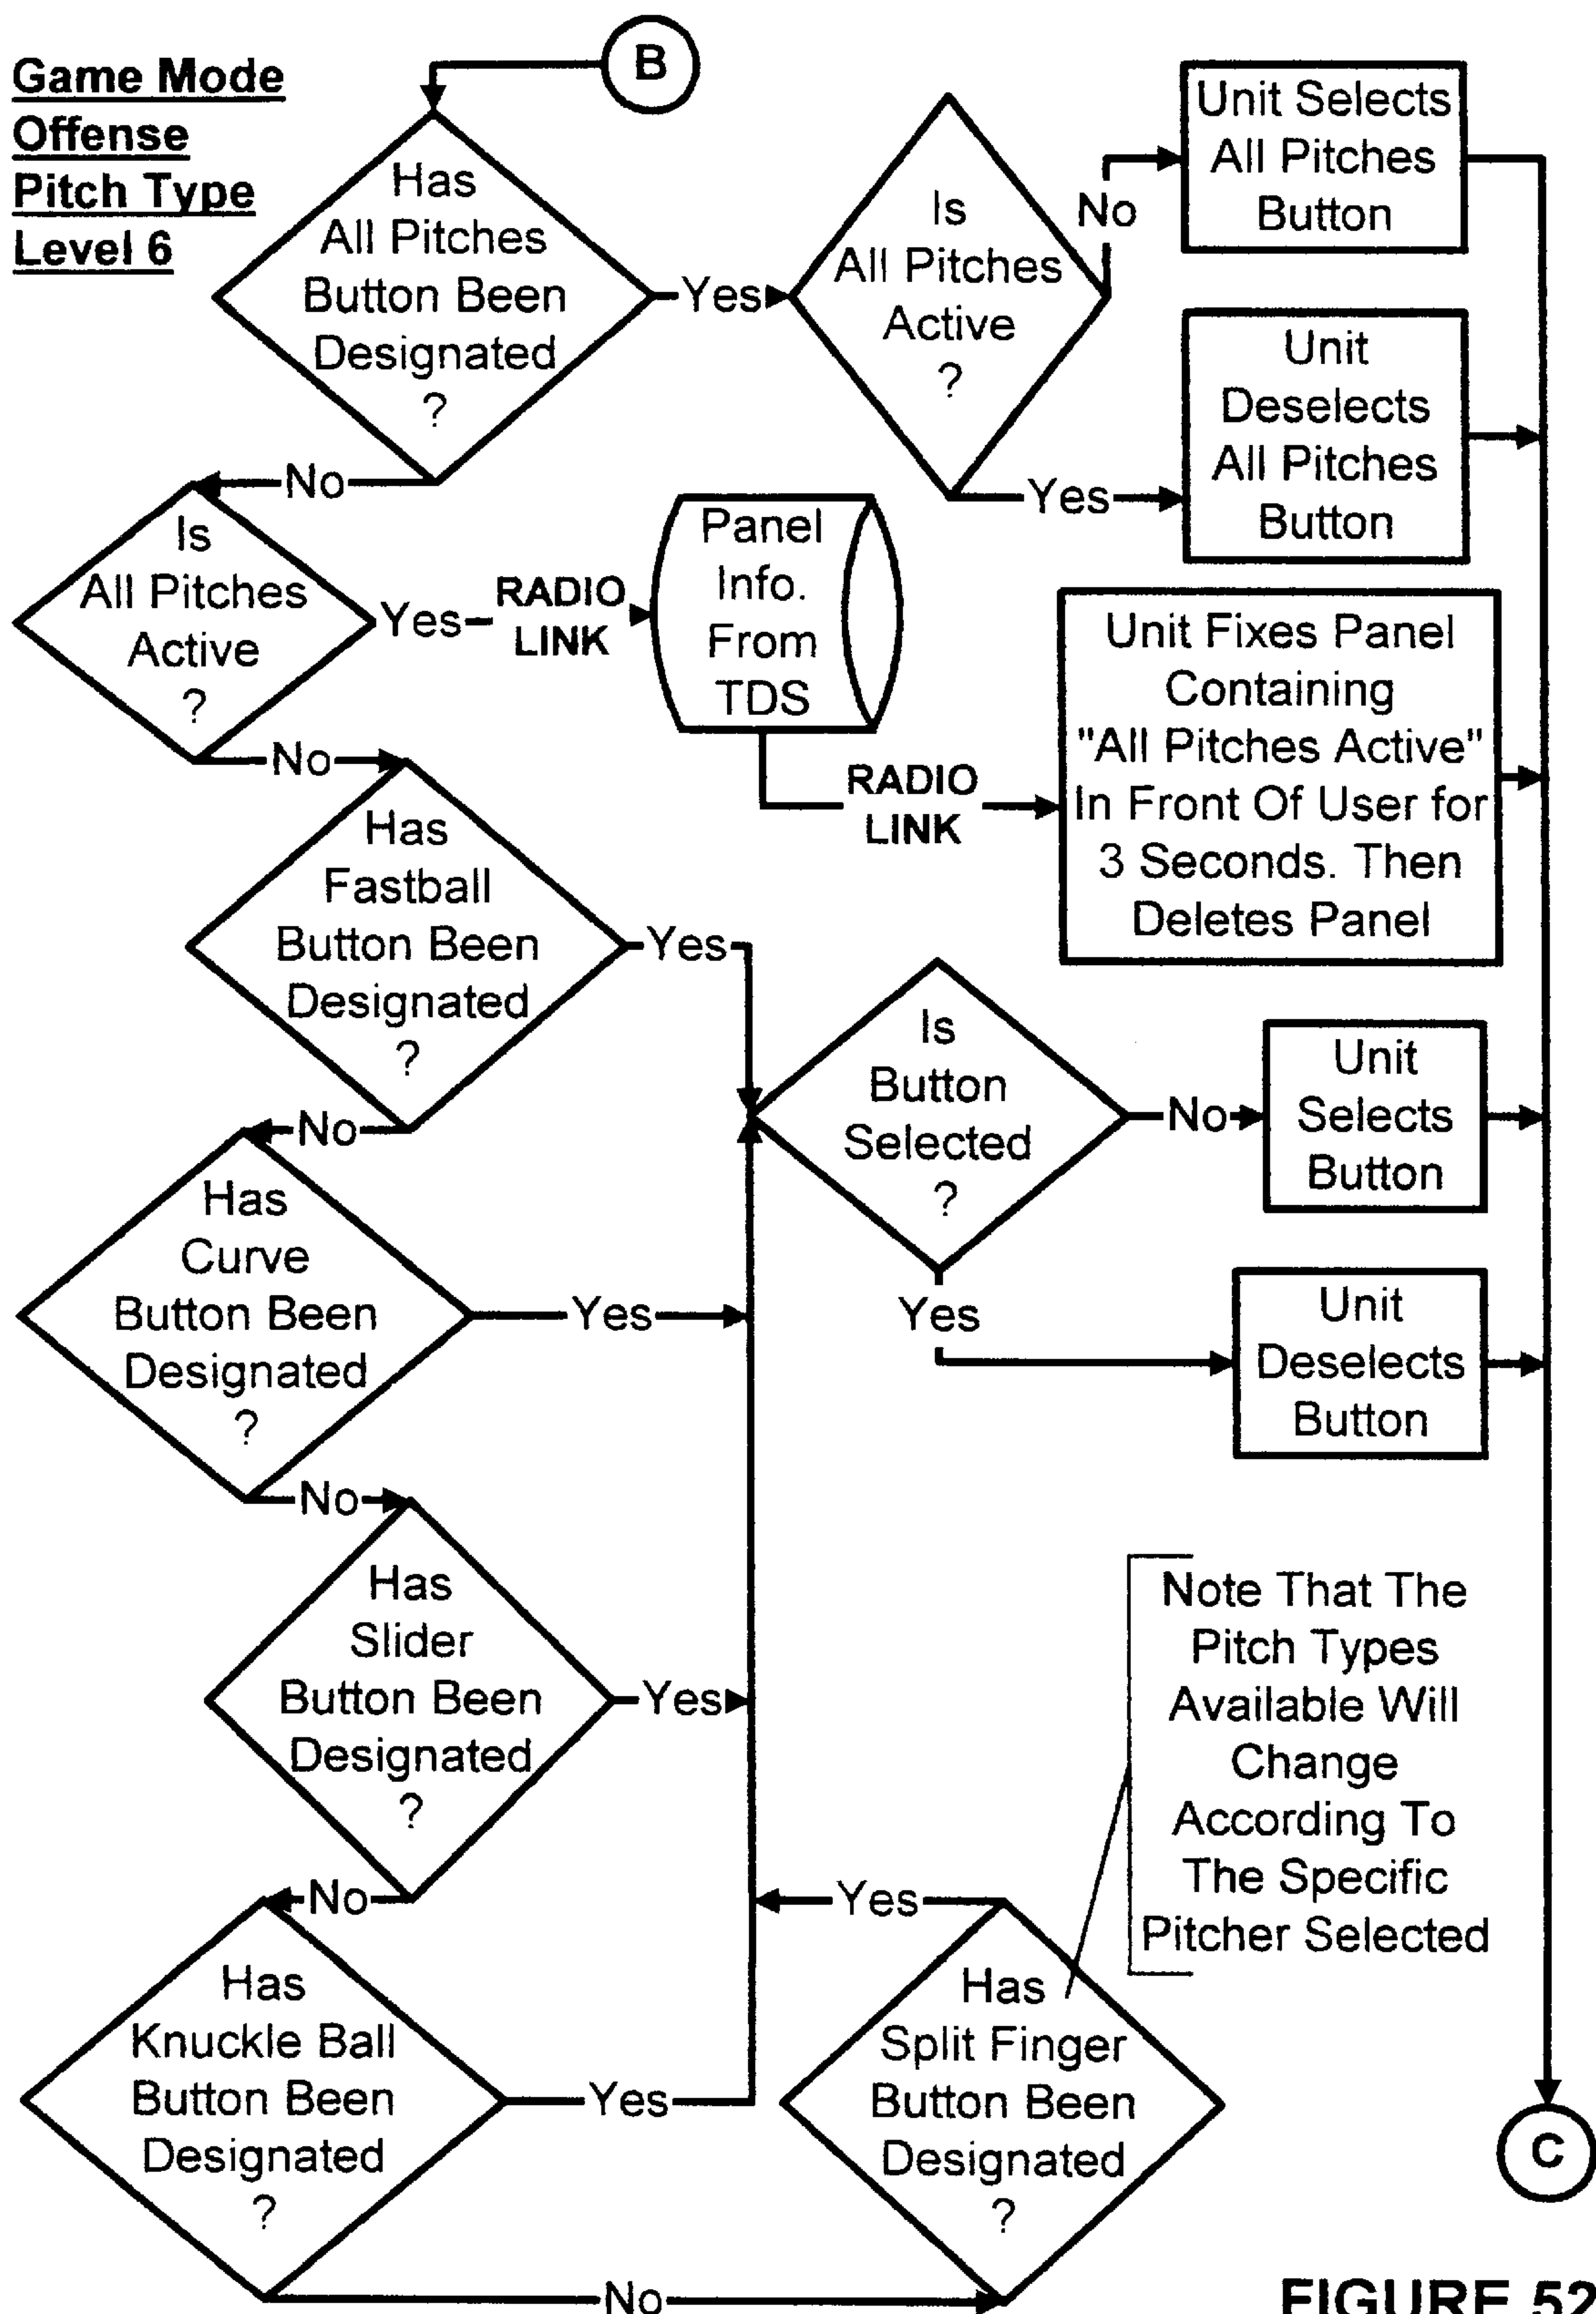 Game Mode
Offense
Pitch Type
Level 6
B
Has
All Pitches
Button Been
Designated
?
Yes
Is
All Pitches
Active
?
No
Unit Selects
All Pitches
Button
Yes
Unit
Deselects
All Pitches
Button
No
Is
All Pitches
Active
?
Yes
RADIO
LINK
Panel
Info.
From
TDS
RADIO
LINK
Unit Fixes Panel
Containing
"All Pitches Active"
In Front Of User for
3 Seconds. Then
Deletes Panel
No
Has
Fastball
Button Been
Designated
?
Yes
Is
Button
Selected
?
No
Unit
Selects
Button
Yes
Unit
Deselects
Button
No
Has
Curve
Button Been
Designated
?
Yes
No
Has
Slider
Button Been
Designated
?
Yes
No
Has
Knuckle Ball
Button Been
Designated
?
Yes
No
Has
Split Finger
Button Been
Designated
?
Yes
Note That The
Pitch Types
Available Will
Change
According To
The Specific
Pitcher Selected
C
FIGURE 52